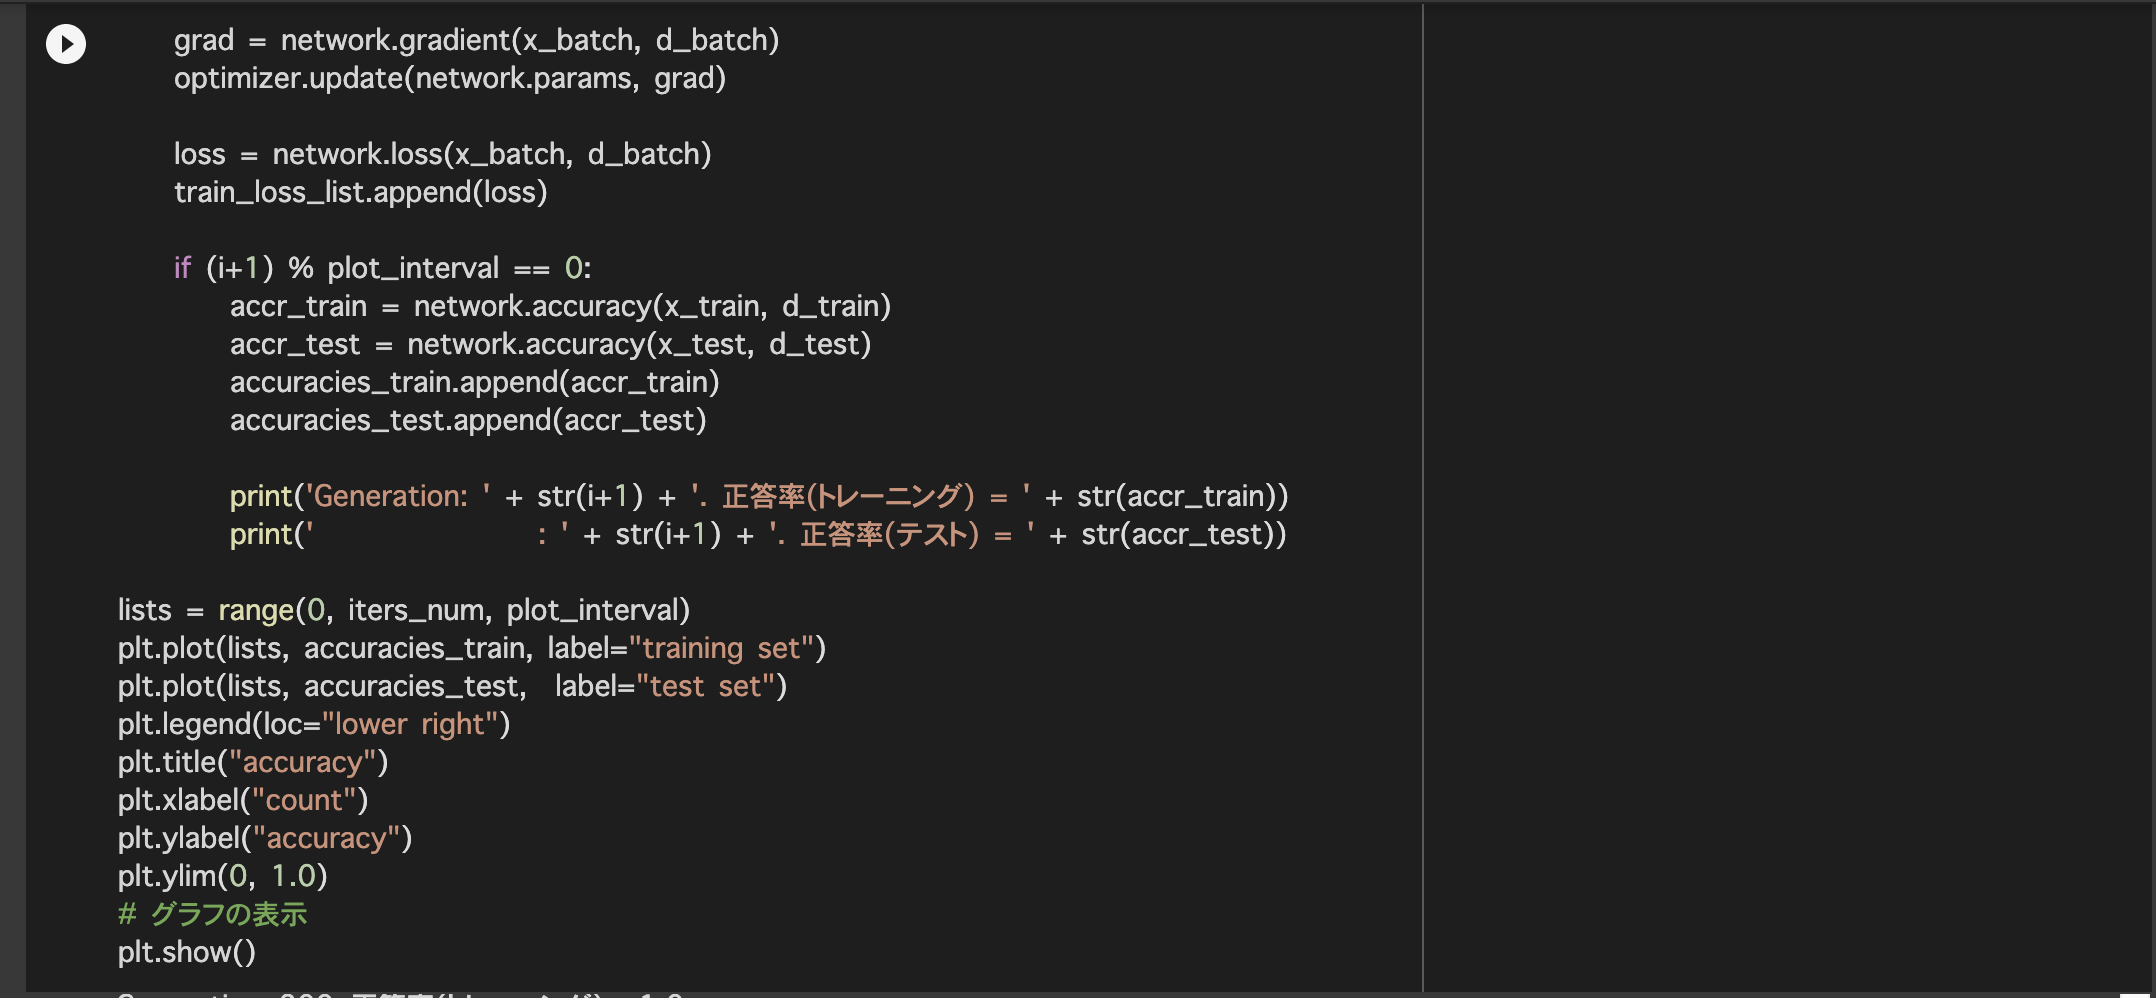 grad = network.gradient(x_batch, d_batch)
optimizer.update(network.params, grad)
loss = network.loss(x_batch, d_batch)
train_loss_list.append(loss)
if (i+1) % plot_interval == 0:
accr_train = network.accuracy(x_train, d_train)
accr_test = network.accuracy(x_test, d_test)
accuracies_train.append(accr_train)
accuracies_test.append(accr_test)
print('Generation: ' + str(i+1) + '. 正答率(トレーニング) = ' + str(accr_train))
print('                : ' + str(i+1) + '. 正答率(テスト) = ' + str(accr_test))
lists = range(0, iters_num, plot_interval)
plt.plot(lists, accuracies_train, label="training set")
plt.plot(lists, accuracies_test,  label="test set")
plt.legend(loc="lower right")
plt.title("accuracy")
plt.xlabel("count")
plt.ylabel("accuracy")
plt.ylim(0, 1.0)
# グラフの表示
plt.show()